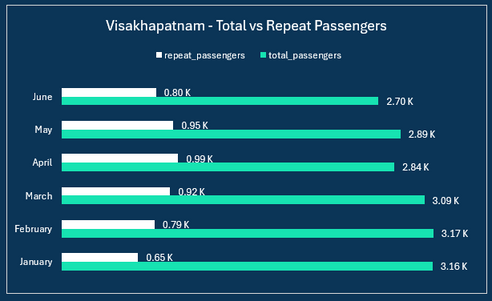 Visakhapatnam - Total vs Repeat Passengers
repeat_passengers total_passengers
June 0.80 K 2.70 K
May 0.95 K 2.89 K
April 0.99 K 2.84 K
March 0.92 K 3.09 K
February 0.79 K 3.17 K
January 0.65 K 3.16 K